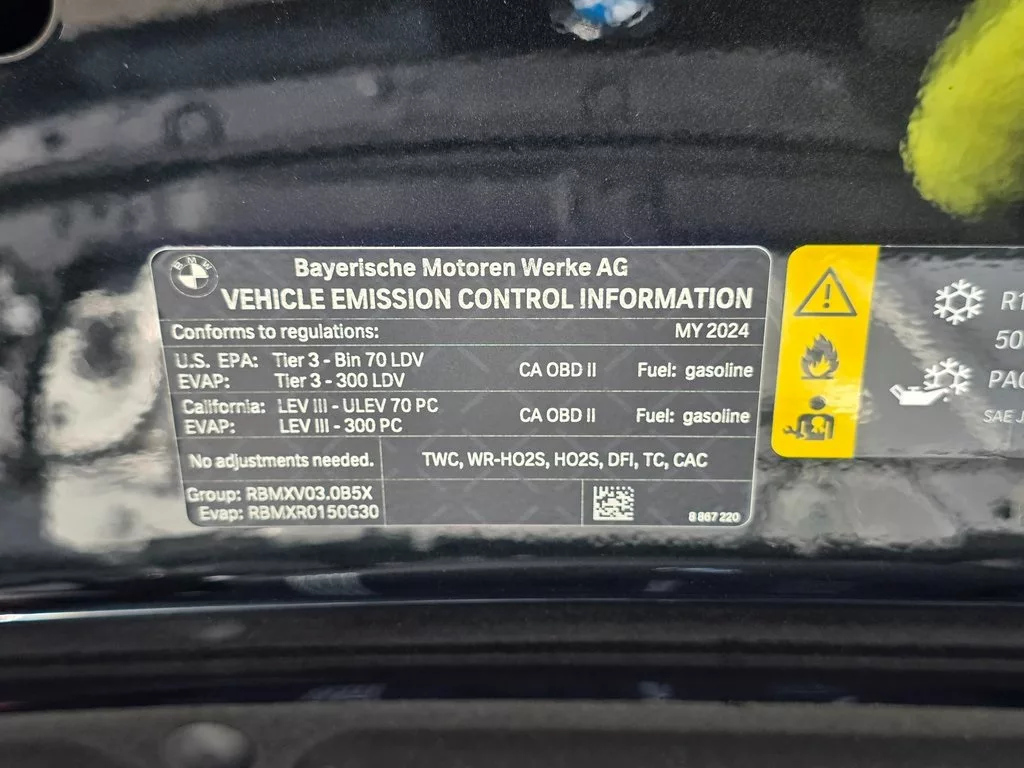 BMW
Bayerische Motoren Werke AG
VEHICLE EMISSION CONTROL INFORMATION
Conforms to regulations: MY 2024
U.S. EPA: Tier 3 - Bin 70 LDV CA OBD II Fuel: gasoline
EVAP: Tier 3 - 300 LDV
California: LEV III - ULEV 70 PC CA OBD II Fuel: gasoline
EVAP: LEV III - 300 PC
No adjustments needed. TWC, WR-HO2S, HO2S, DFI, TC, CAC
Group: RBMXV03.0B5X
Evap: RBMXR0150G30
8 867 220
SAE